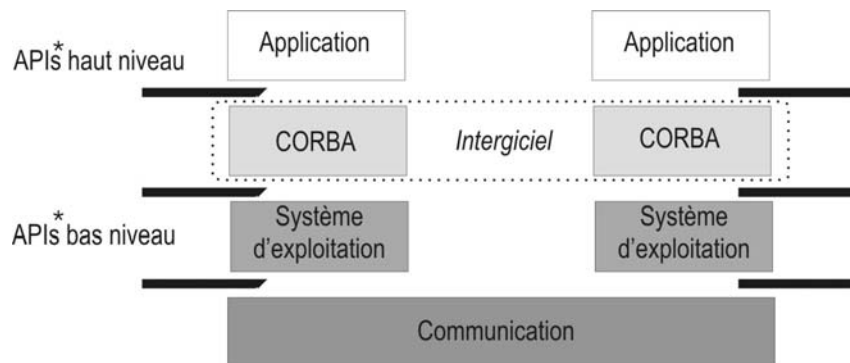 Application Application
APIs* haut niveau
CORBA Intergiciel CORBA
Système Système
d'exploitation d'exploitation
APIs* bas niveau
Communication